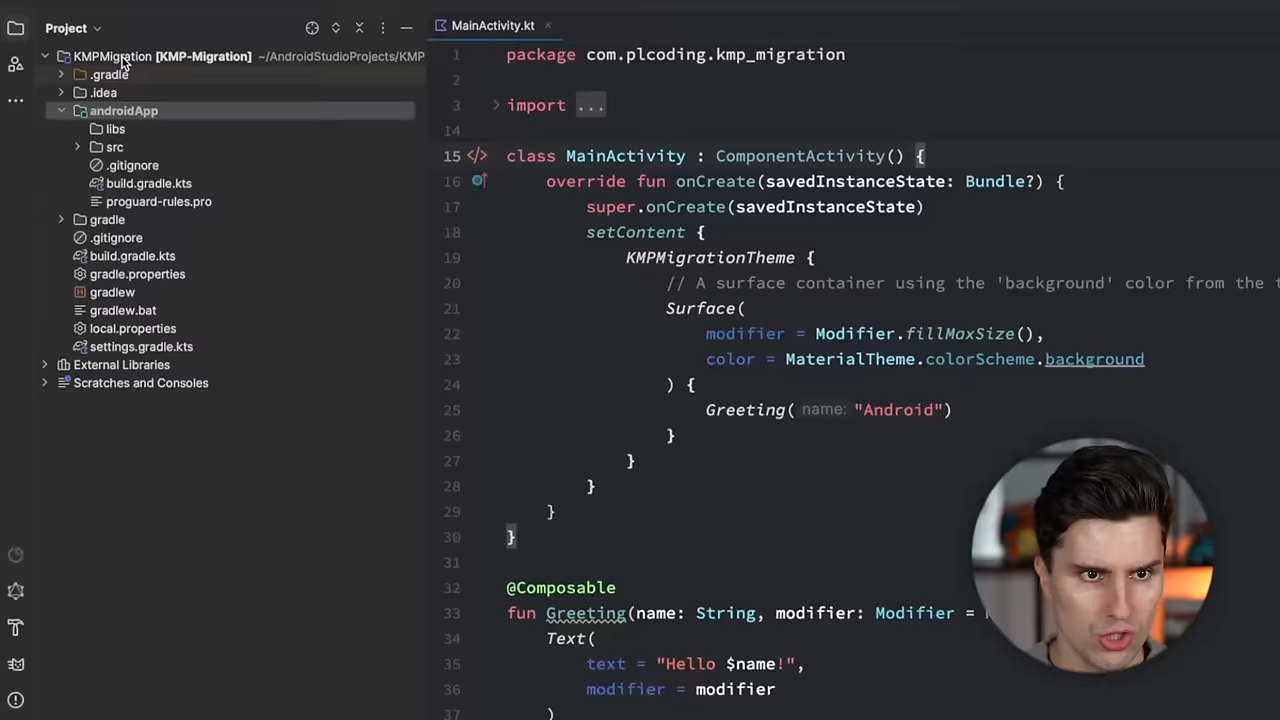 Project
KMPMigration [KMP-Migration] ~/AndroidStudioProjects/KMP
.gradle
.idea
androidApp
libs
src
.gitignore
build.gradle.kts
proguard-rules.pro
gradle
.gitignore
build.gradle.kts
gradle.properties
gradlew
gradlew.bat
local.properties
settings.gradle.kts
External Libraries
Scratches and Consoles
MainActivity.kt
1 package com.plcoding.kmp_migration
2
3 import ...
14
15 class MainActivity : ComponentActivity() {
16 override fun onCreate(savedInstanceState: Bundle?) {
17 super.onCreate(savedInstanceState)
18 setContent {
19 KMPMigrationTheme {
20 // A surface container using the 'background' color from the
21 Surface(
22 modifier = Modifier.fillMaxSize(),
23 color = MaterialTheme.colorScheme.background
24 ) {
25 Greeting( name: "Android")
26 }
27 }
28 }
29 }
30 }
31
32 @Composable
33 fun Greeting(name: String, modifier: Modifier =
34 Text(
35 text = "Hello $name!",
36 modifier = modifier
37 )